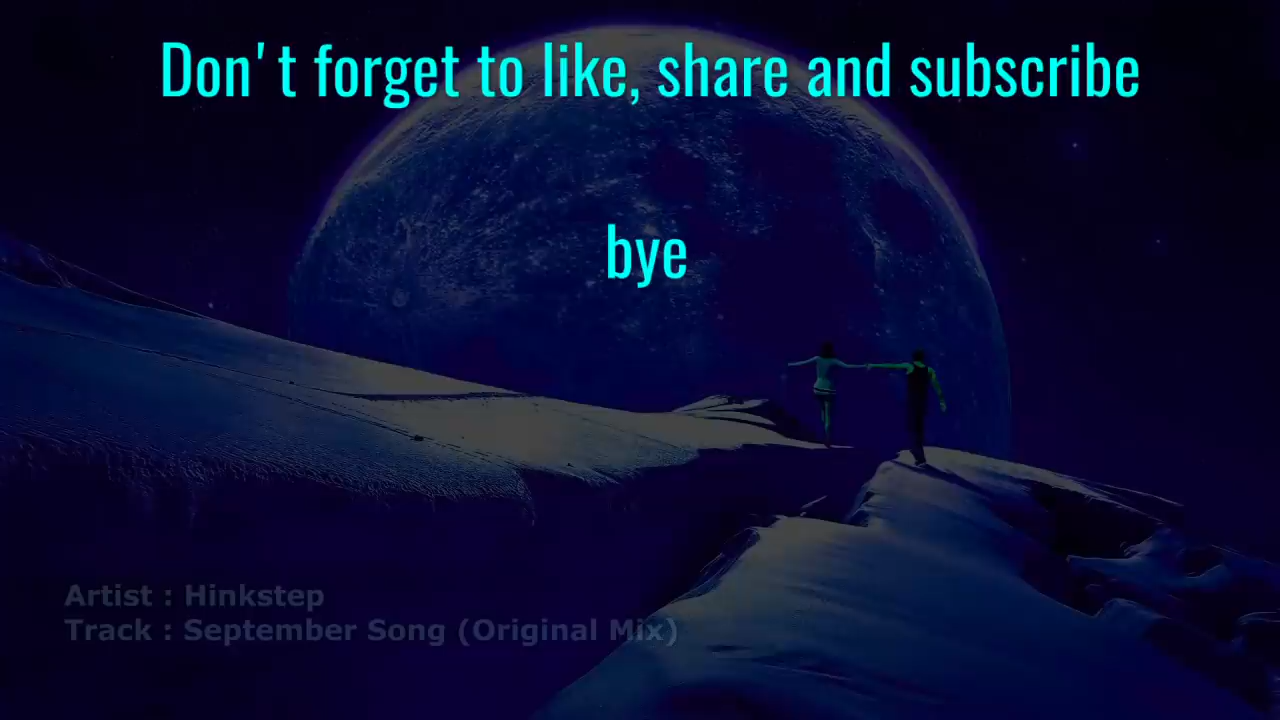 Don't forget to like, share and subscribe
bye
Artist : Hinkstep
Track : September Song (Original Mix)